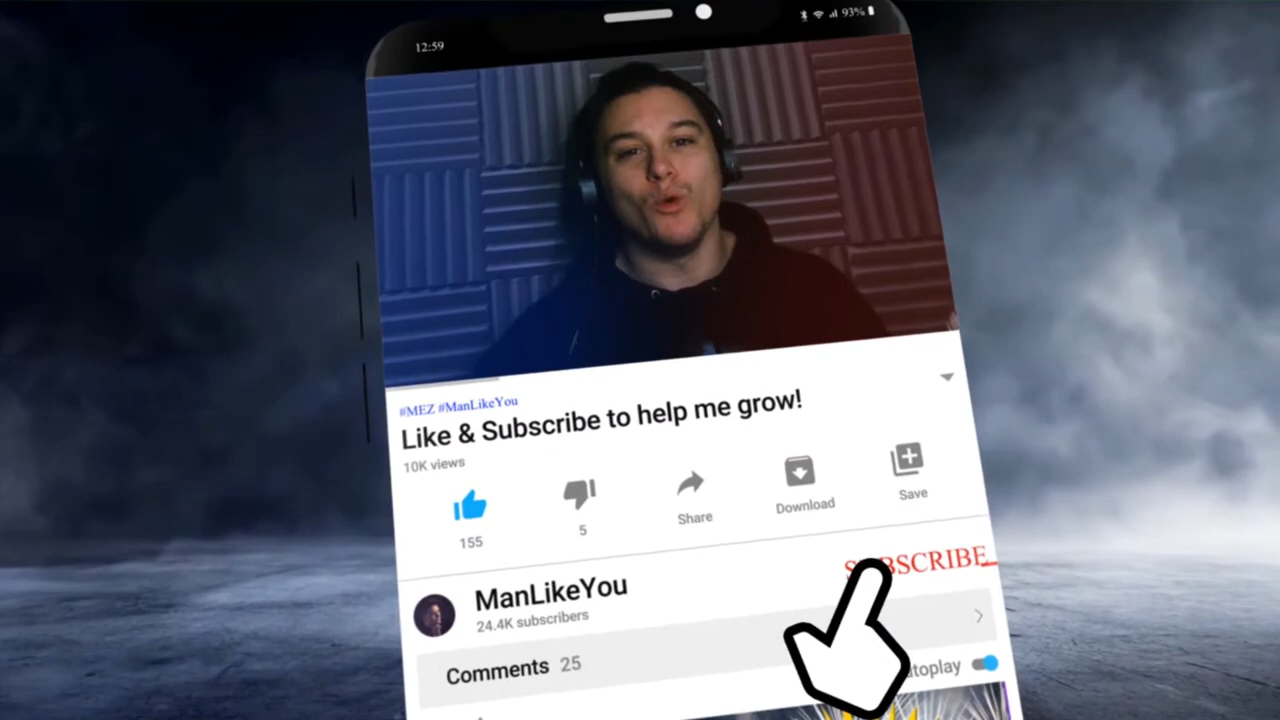 12:59
93%
#MEZ #ManLikeYou
Like & Subscribe to help me grow!
10K views
155
5
Share
Download
Save
SUBSCRIBE
ManLikeYou
24.4K subscribers
Comments 25